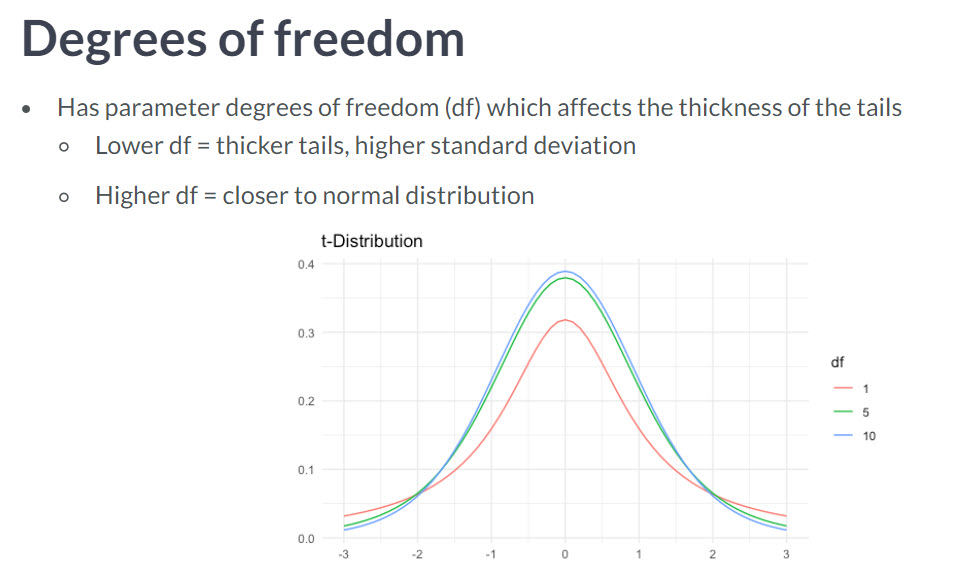 Degrees of freedom
• Has parameter degrees of freedom (df) which affects the thickness of the tails
○ Lower df = thicker tails, higher standard deviation
○ Higher df = closer to normal distribution
t-Distribution
0.4
0.3
0.2
0.1
0.0
-3 -2 -1 0 1 2 3
df
1
5
10